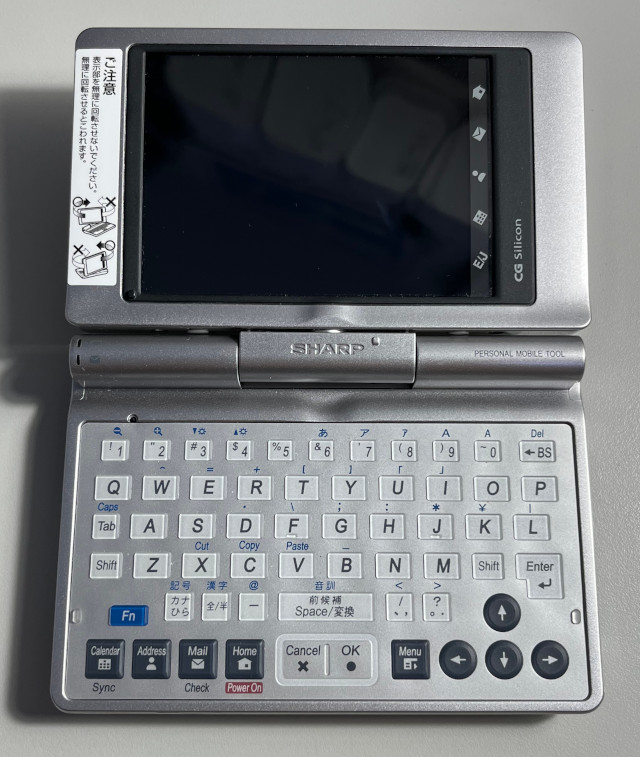 ご注意
表示部を無理に回転させないでください。
無理に回転させるとこわれます。
E/J
CG Silicon
SHARP
PERSONAL MOBILE TOOL
あ ア ァ A A Del
! 1 " 2 # 3 $ 4 % 5 & 6 ' 7 ( 8 ) 9 ~ 0 ←BS
^ = + [ ] 「 」
Q W E R T Y U I O P
Caps · \ ; : * ¥ |
Tab A S D F G H J K L
Cut Copy Paste _
Shift Z X C V B N M Shift Enter
記号 漢字 @ 音訓 < >
カナ 全/半 ー 前候補 / ?
ひら Space/変換 、, 。.
Fn
Calendar Address Mail Home Cancel OK Menu
Sync Check Power On